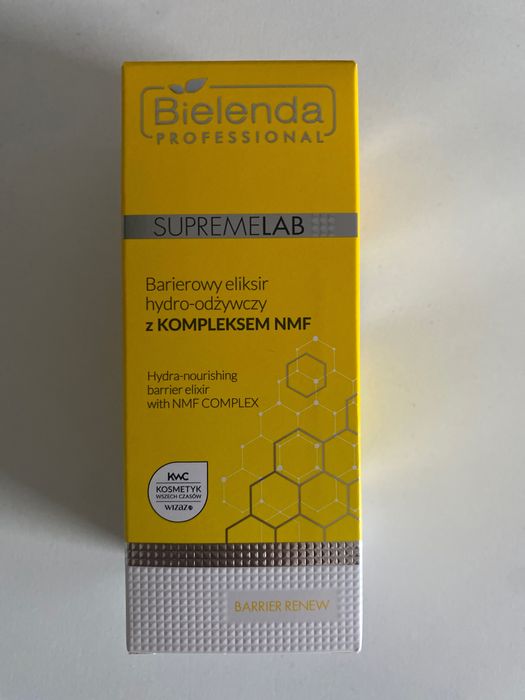 Bielenda
PROFESSIONAL
SUPREMELAB
Barierowy eliksir
hydro-odżywczy
z KOMPLEKSEM NMF
Hydra-nourishing
barrier elixir
with NMF COMPLEX
KWC
KOSMETYK
WSZECH CZASÓW
wizaz
BARRIER RENEW